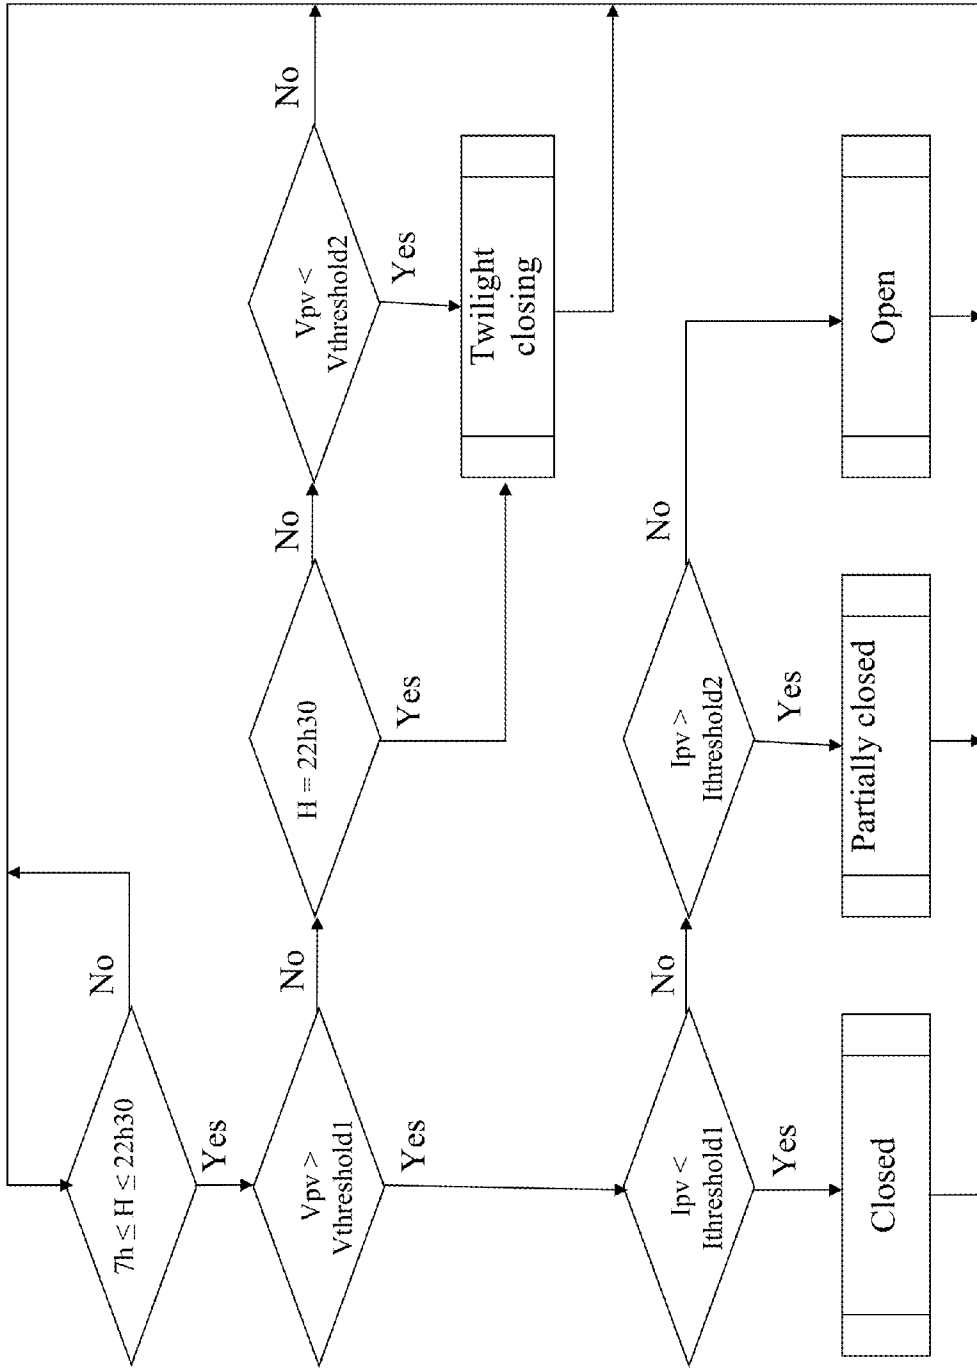 7h ≤ H ≤ 22h30
No
Yes
Vpv >
Vthreshold1
No
Yes
H = 22h30
No
Yes
Vpv <
Vthreshold2
No
Yes
Twilight
closing
Ipv <
Ithreshold1
No
Yes
Ipv >
Ithreshold2
No
Yes
Closed
Partially closed
Open